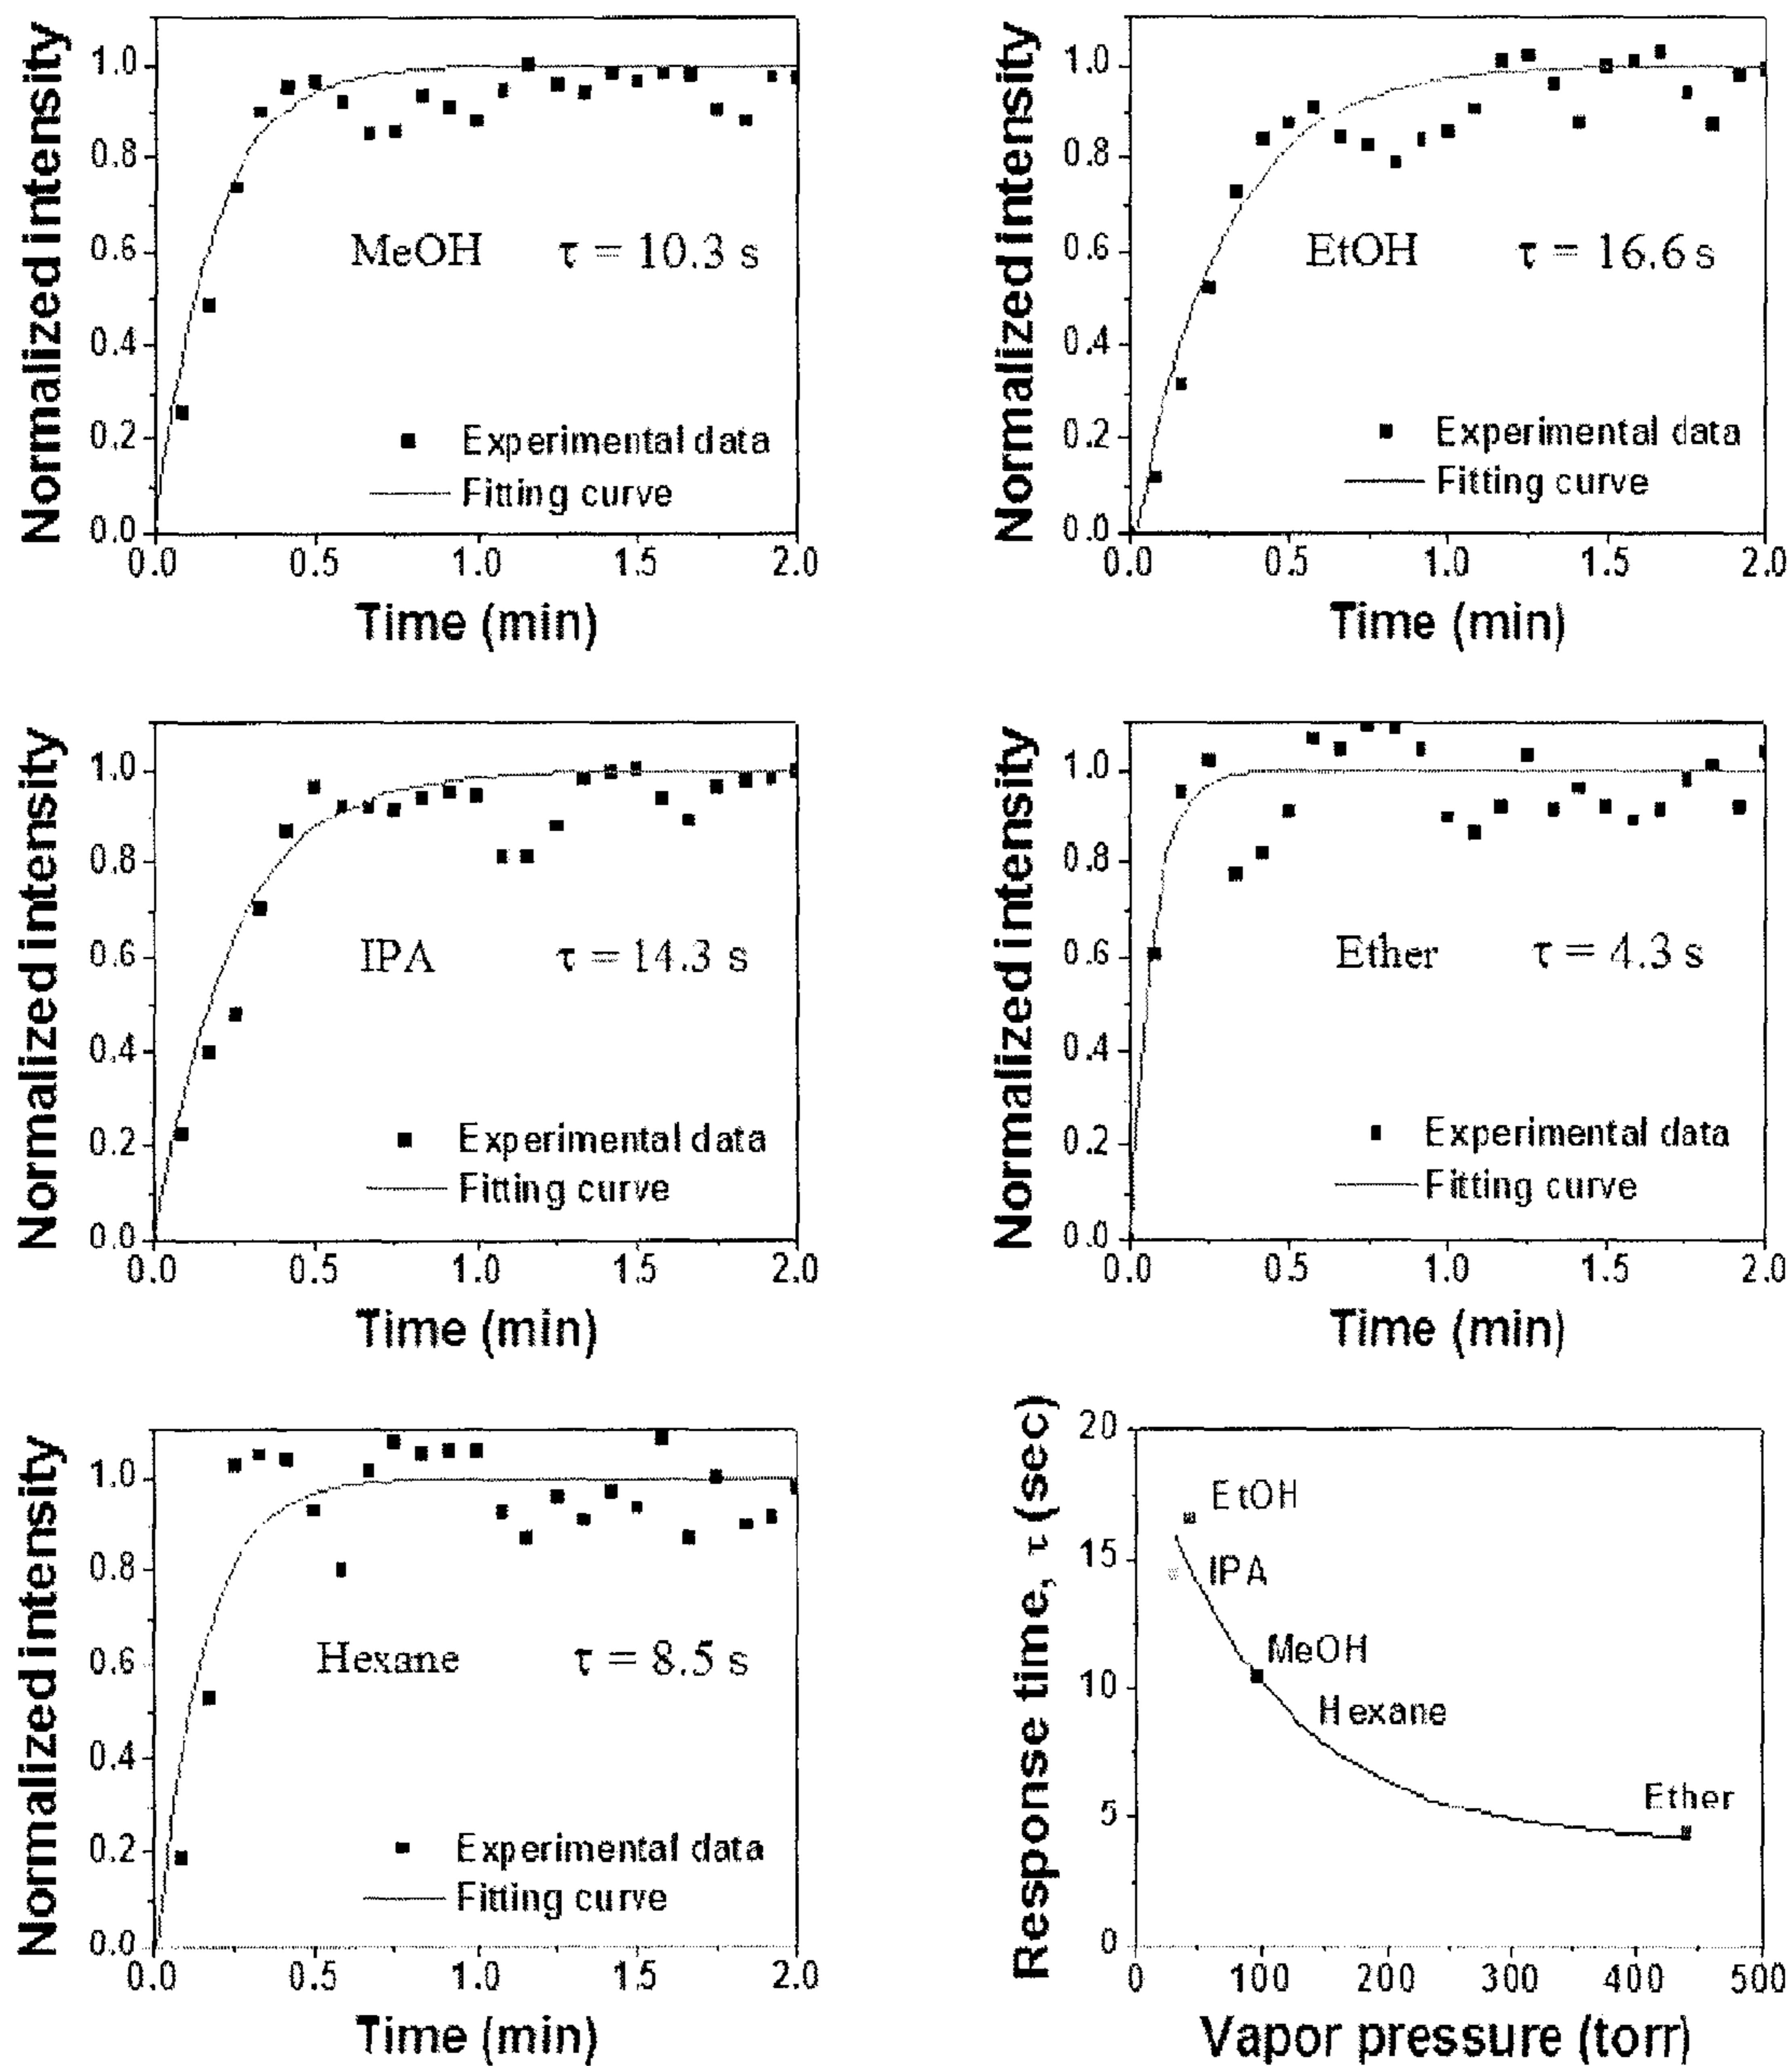 Normalized intensity
1.0
0.8
0.6
0.4
0.2
0.0
MeOH τ = 10.3 s
Experimental data
Fitting curve
0.0 0.5 1.0 1.5 2.0
Time (min)
Normalized intensity
1.0
0.8
0.6
0.4
0.2
0.0
EtOH τ = 16.6 s
Experimental data
Fitting curve
0.0 0.5 1.0 1.5 2.0
Time (min)
Normalized intensity
1.0
0.8
0.6
0.4
0.2
0.0
IPA τ = 14.3 s
Experimental data
Fitting curve
0.0 0.5 1.0 1.5 2.0
Time (min)
Normalized intensity
1.0
0.8
0.6
0.4
0.2
0.0
Ether τ = 4.3 s
Experimental data
Fitting curve
0.0 0.5 1.0 1.5 2.0
Time (min)
Normalized intensity
1.0
0.8
0.6
0.4
0.2
0.0
Hexane τ = 8.5 s
Experimental data
Fitting curve
0.0 0.5 1.0 1.5 2.0
Time (min)
Response time, τ (sec)
20
15
10
5
0
EtOH
IPA
MeOH
Hexane
Ether
0 100 200 300 400 500
Vapor pressure (torr)